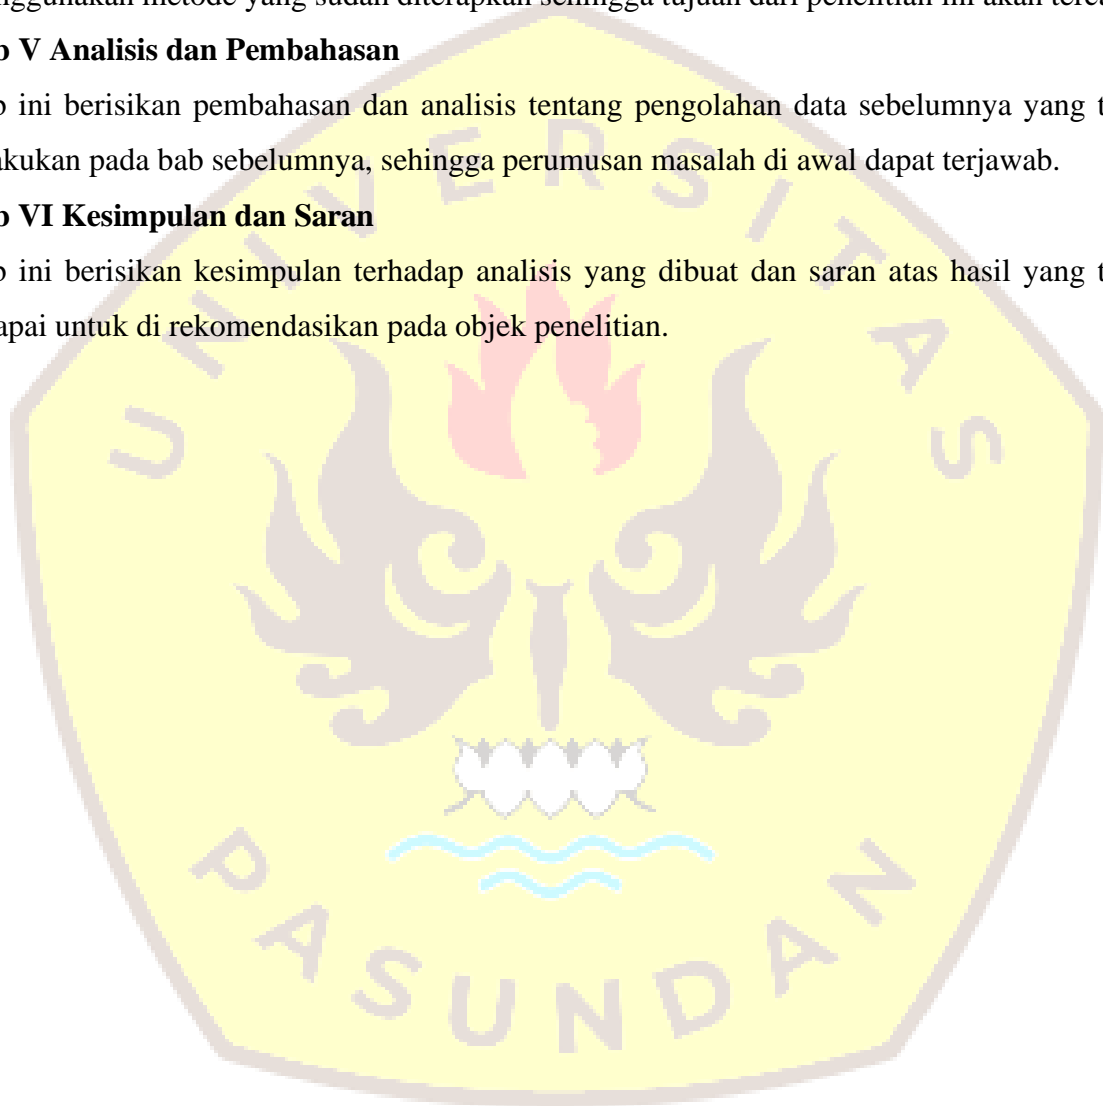 nggunakan metode yang sudah diterapkan sehingga tujuan dari penelitian ini akan terca
b V Analisis dan Pembahasan
b ini berisikan pembahasan dan analisis tentang pengolahan data sebelumnya yang t
akukan pada bab sebelumnya, sehingga perumusan masalah di awal dapat terjawab.
b VI Kesimpulan dan Saran
b ini berisikan kesimpulan terhadap analisis yang dibuat dan saran atas hasil yang t
apai untuk di rekomendasikan pada objek penelitian.
UNIVERSITAS
PASUNDAN